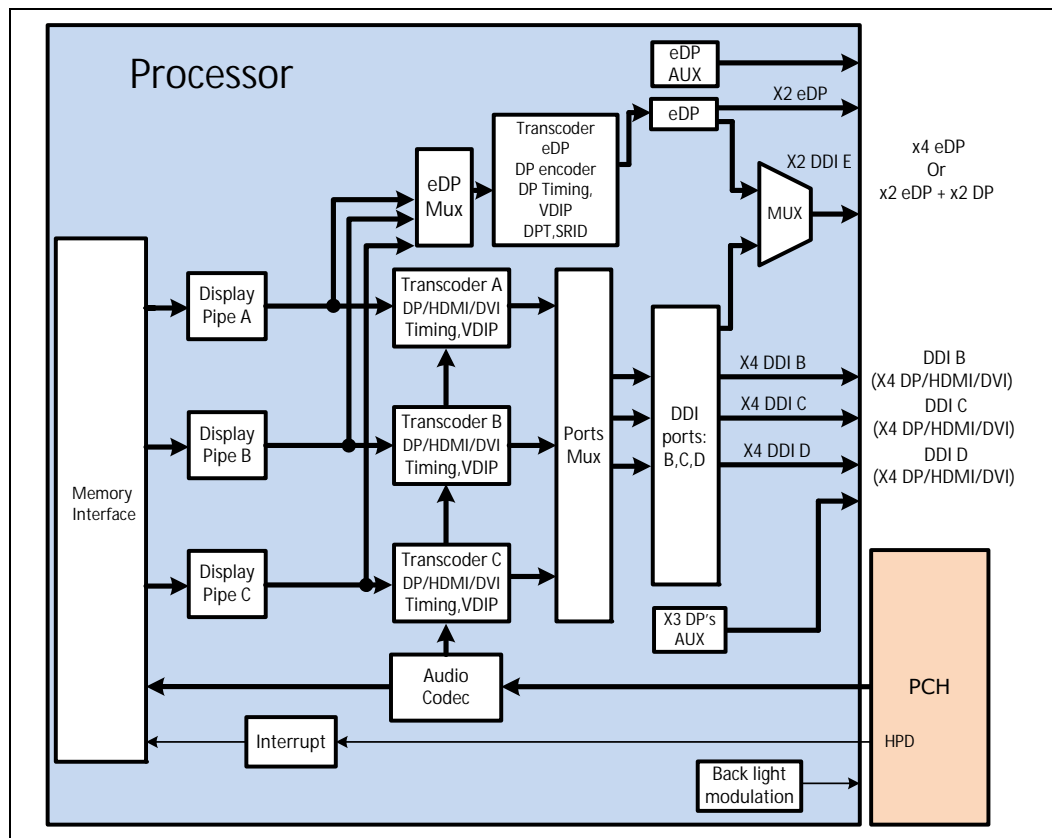 Processor
eDP
AUX
X2 eDP
eDP
Transcoder
eDP
DP encoder
DP Timing,
VDIP
DPT,SRID
eDP
Mux
X2 DDI E
MUX
x4 eDP
Or
x2 eDP + x2 DP
Memory
Interface
Display
Pipe A
Transcoder A
DP/HDMI/DVI
Timing,VDIP
Display
Pipe B
Transcoder B
DP/HDMI/DVI
Timing,VDIP
Display
Pipe C
Transcoder C
DP/HDMI/DVI
Timing,VDIP
Ports
Mux
DDI
ports:
B,C,D
X4 DDI B
X4 DDI C
X4 DDI D
DDI B
(X4 DP/HDMI/DVI)
DDI C
(X4 DP/HDMI/DVI)
DDI D
(X4 DP/HDMI/DVI)
X3 DP's
AUX
Audio
Codec
PCH
Interrupt
HPD
Back light
modulation